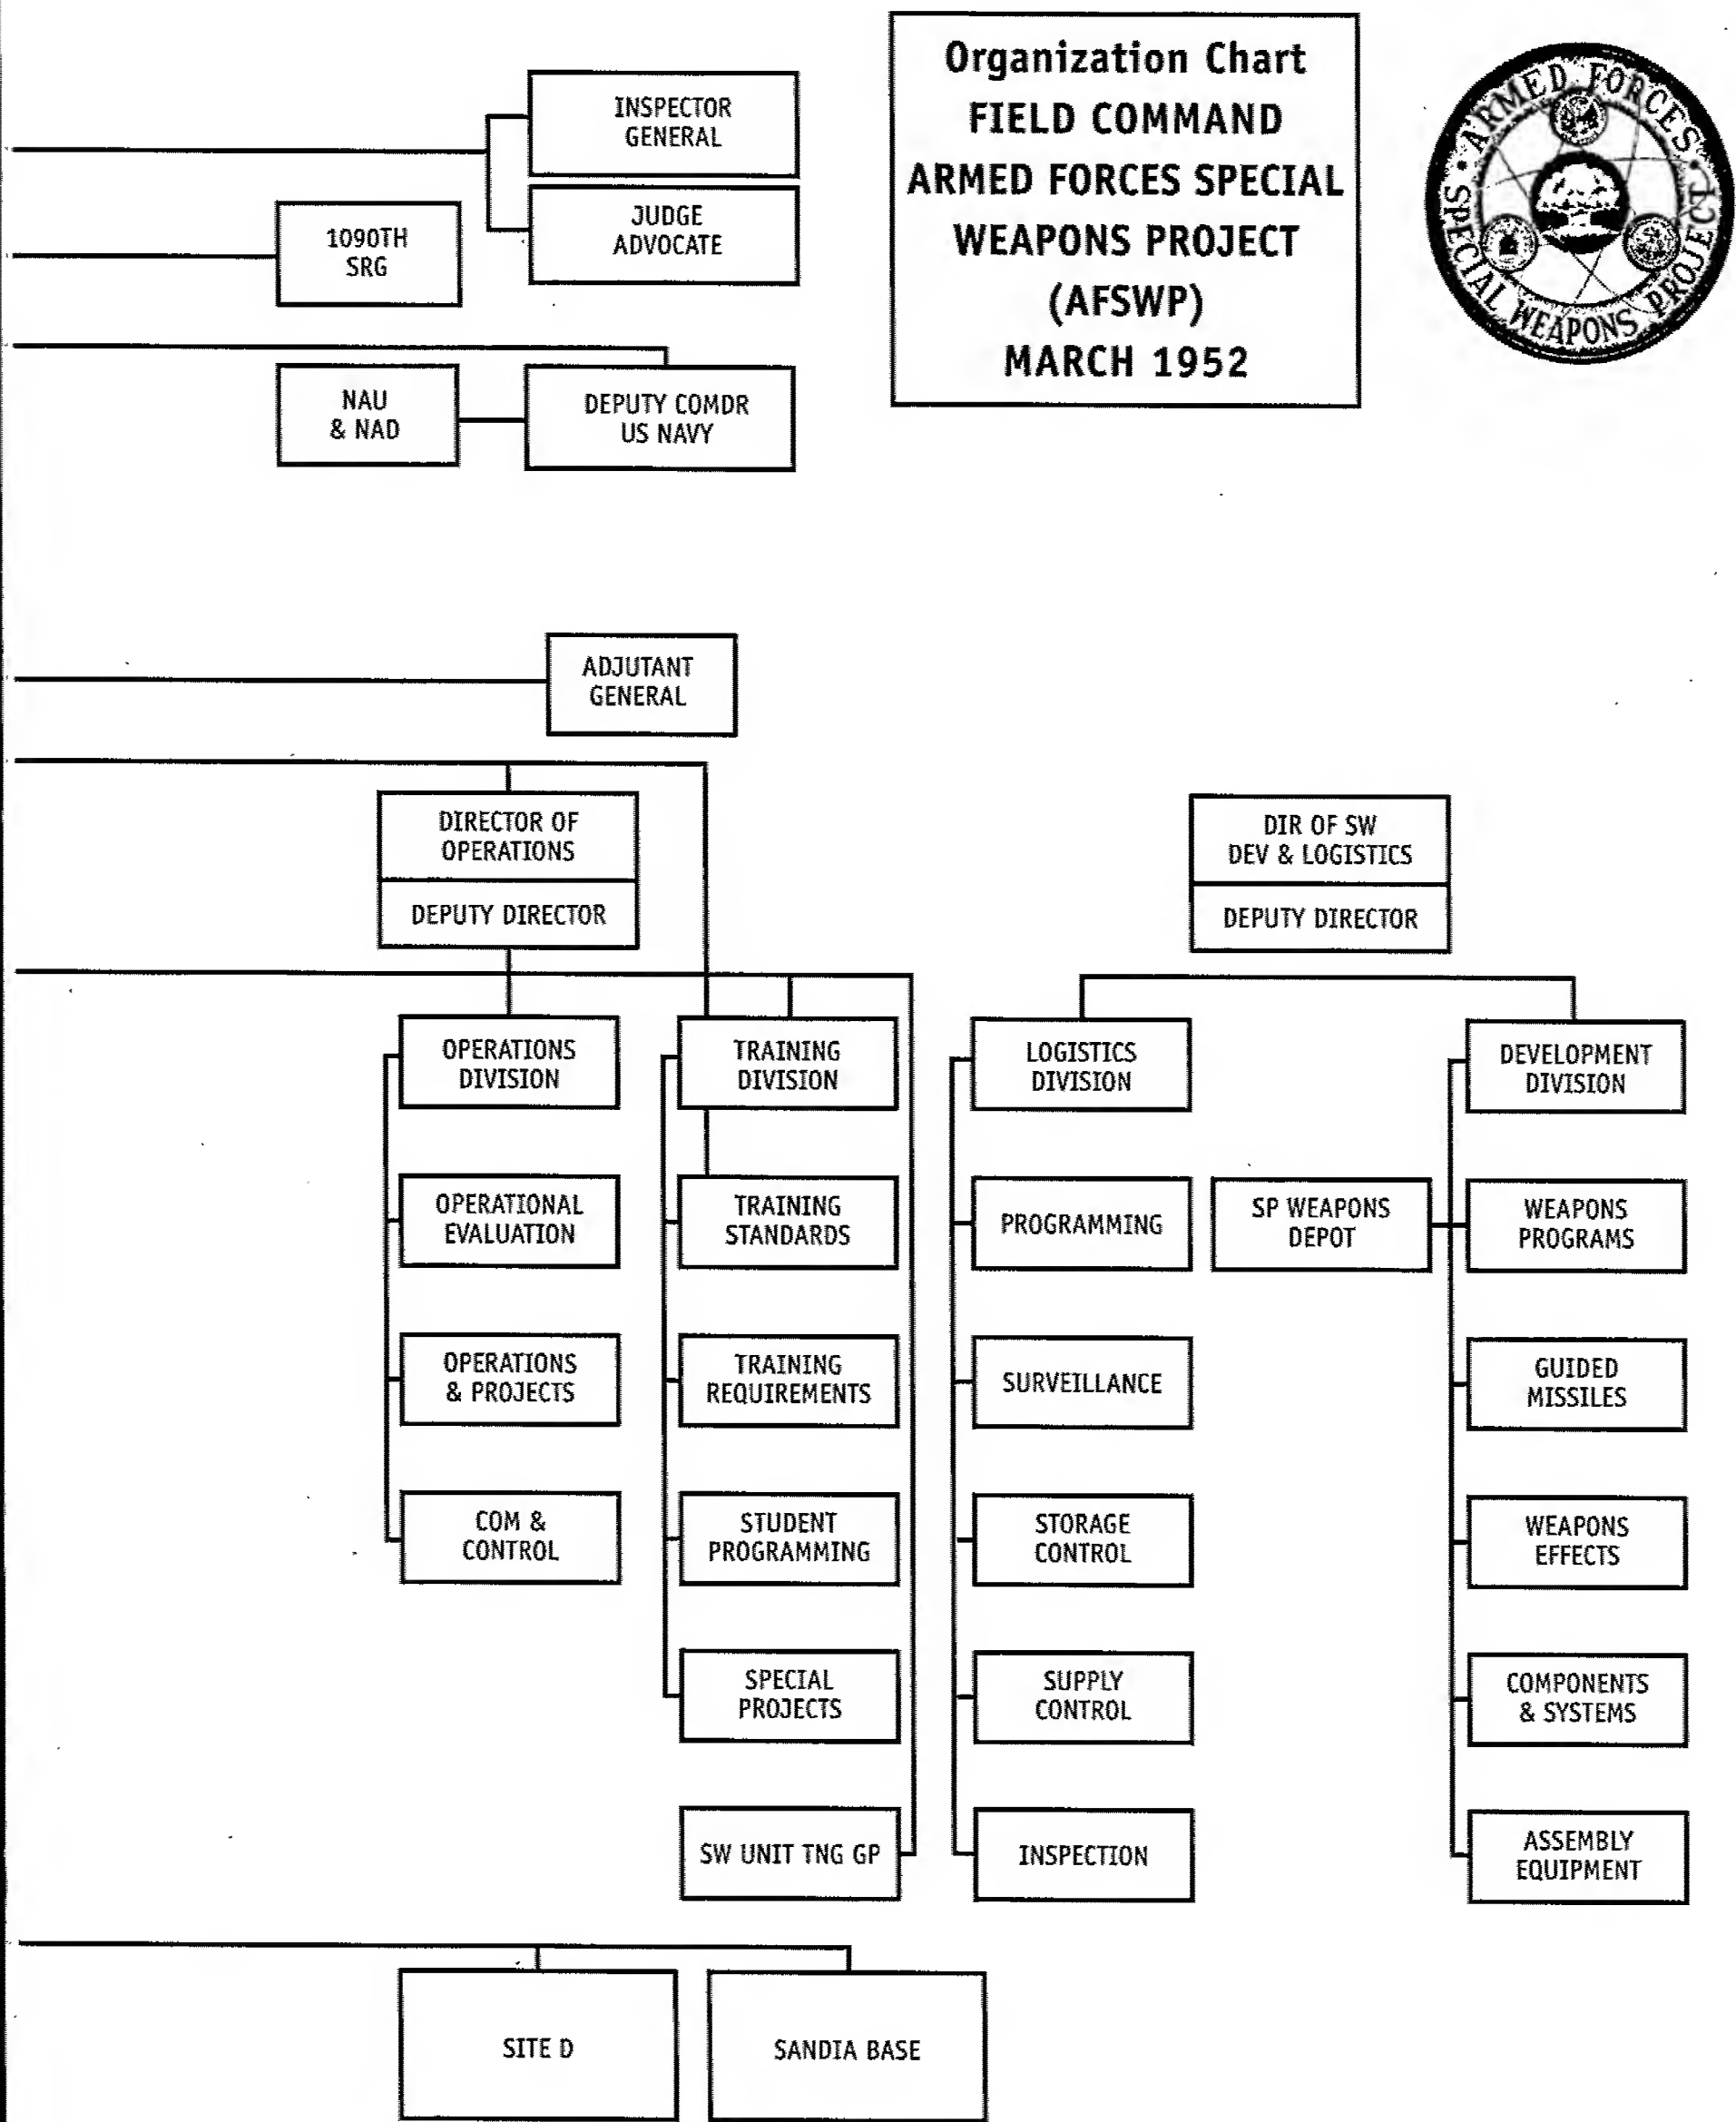 Organization Chart
FIELD COMMAND
ARMED FORCES SPECIAL
WEAPONS PROJECT
(AFSWP)
MARCH 1952
• ARMED FORCES •
SPECIAL WEAPONS PROJECT
INSPECTOR
GENERAL
JUDGE
ADVOCATE
1090TH
SRG
NAU
& NAD
DEPUTY COMDR
US NAVY
ADJUTANT
GENERAL
DIRECTOR OF
OPERATIONS
DEPUTY DIRECTOR
DIR OF SW
DEV & LOGISTICS
DEPUTY DIRECTOR
OPERATIONS
DIVISION
OPERATIONAL
EVALUATION
OPERATIONS
& PROJECTS
COM &
CONTROL
TRAINING
DIVISION
TRAINING
STANDARDS
TRAINING
REQUIREMENTS
STUDENT
PROGRAMMING
SPECIAL
PROJECTS
SW UNIT TNG GP
LOGISTICS
DIVISION
PROGRAMMING
SURVEILLANCE
STORAGE
CONTROL
SUPPLY
CONTROL
INSPECTION
SP WEAPONS
DEPOT
DEVELOPMENT
DIVISION
WEAPONS
PROGRAMS
GUIDED
MISSILES
WEAPONS
EFFECTS
COMPONENTS
& SYSTEMS
ASSEMBLY
EQUIPMENT
SITE D
SANDIA BASE